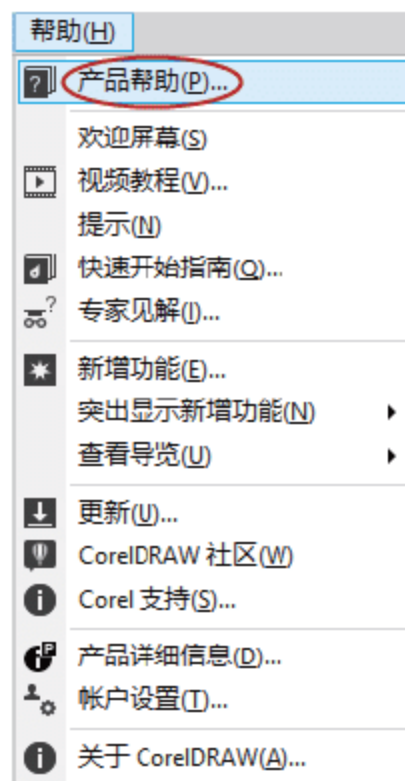 帮助(H)
产品帮助(P)...
欢迎屏幕(S)
视频教程(V)...
提示(N)
快速开始指南(Q)...
专家见解(I)...
新增功能(E)...
突出显示新增功能(N)
查看导览(U)
更新(U)...
CorelDRAW 社区(W)
Corel 支持(S)...
产品详细信息(D)...
帐户设置(T)...
关于 CorelDRAW(A)...